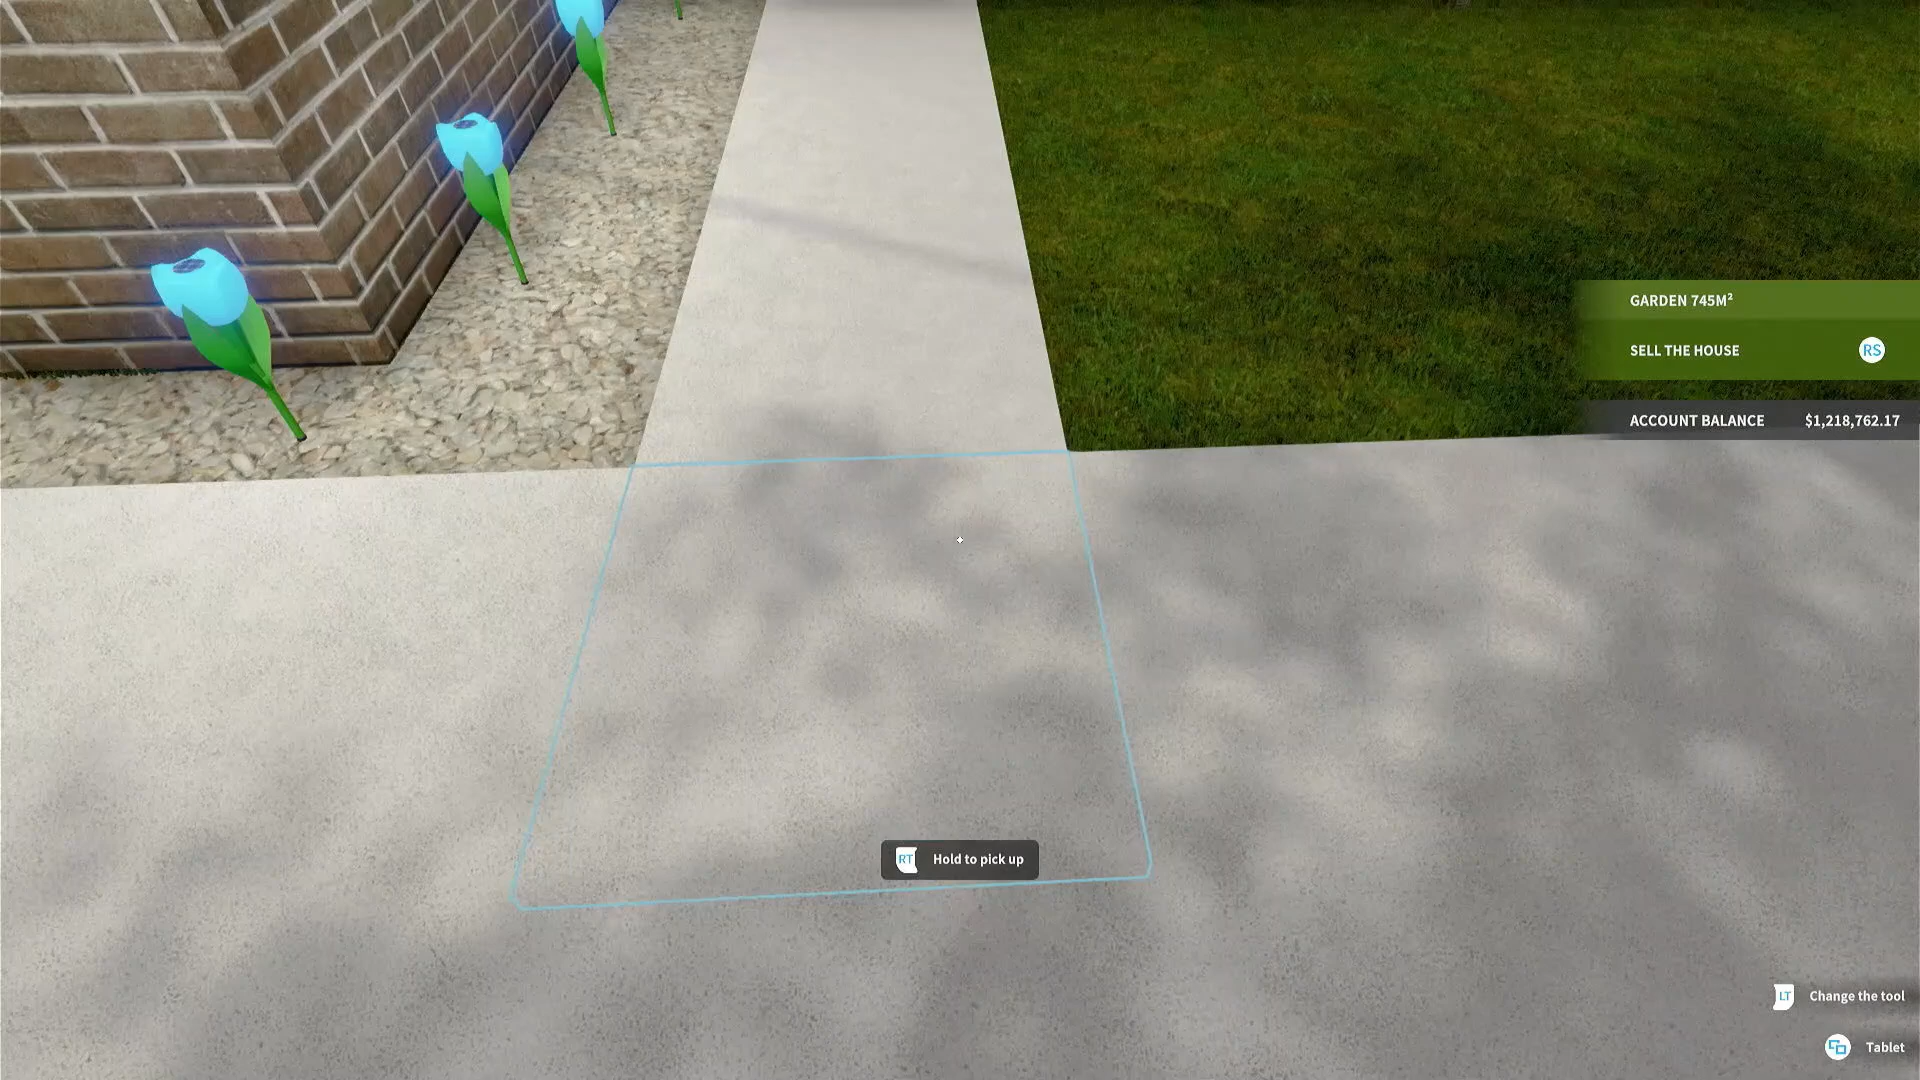 GARDEN 745M²
SELL THE HOUSE RS
ACCOUNT BALANCE $1,218,762.17
RT Hold to pick up
LT Change the tool
Tablet